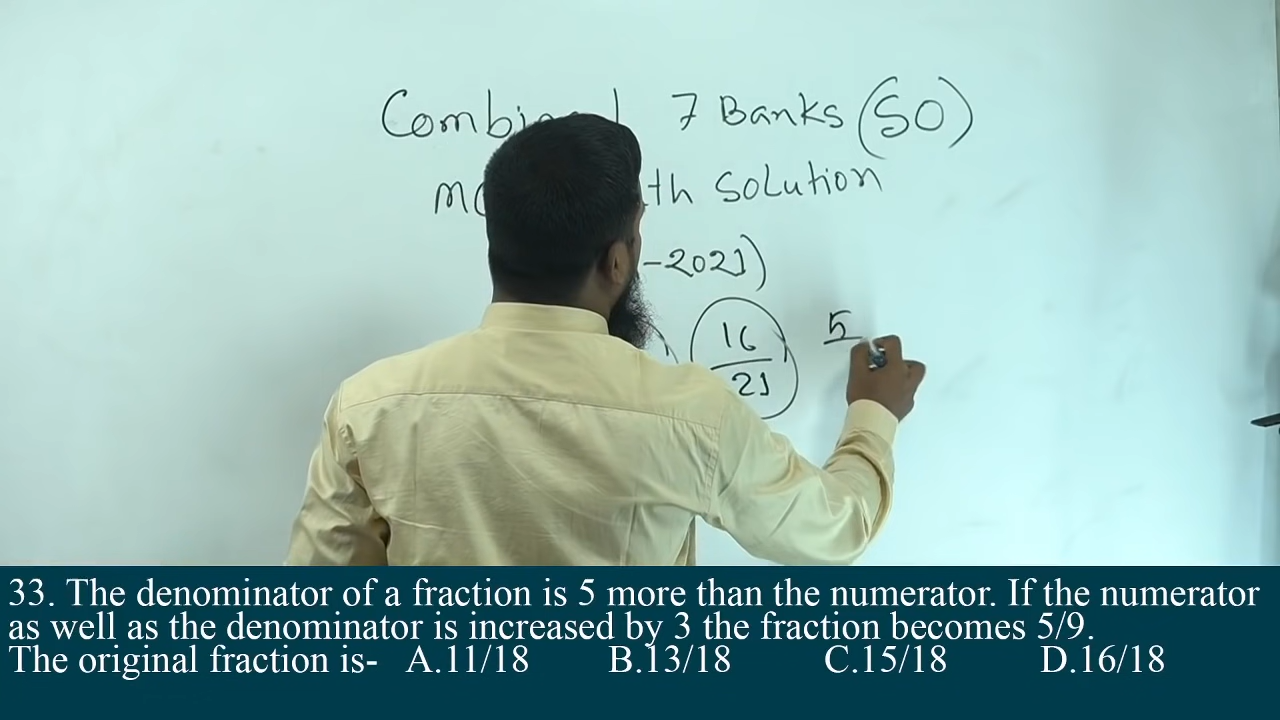 7 Banks (SO)
Solution
-2021)
16 5
21
33. The denominator of a fraction is 5 more than the numerator. If the numerator
as well as the denominator is increased by 3 the fraction becomes 5/9.
The original fraction is- A.11/18 B.13/18 C.15/18 D.16/18